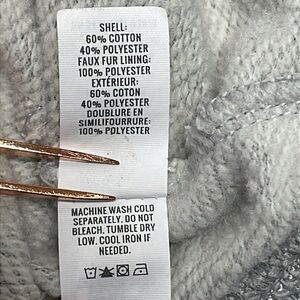 SHELL:
60% COTTON
40% POLYESTER
FAUX FUR LINING:
100% POLYESTER
EXTÉRIEUR:
60% COTON
40% POLYESTER
DOUBLURE EN
SIMILIFOURRURE:
100% POLYESTER
MACHINE WASH COLD
SEPARATELY. DO NOT
BLEACH. TUMBLE DRY
LOW. COOL IRON IF
NEEDED.